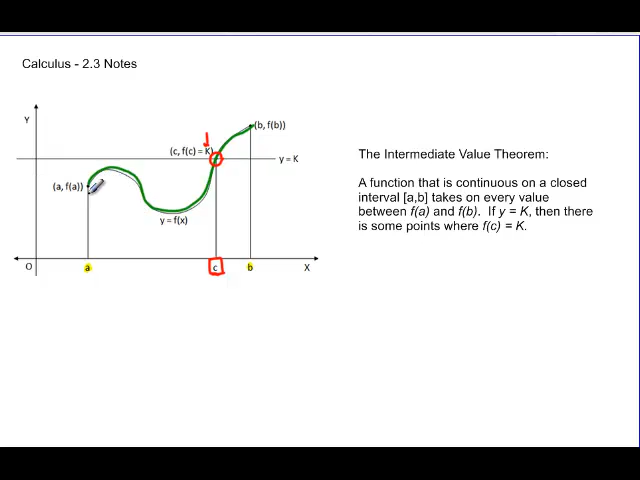 Calculus - 2.3 Notes
Y
(b, f(b))
(c, f(c) = K)
y = K
(a, f(a))
y = f(x)
O
a
c
b
X
The Intermediate Value Theorem:
A function that is continuous on a closed
interval [a,b] takes on every value
between f(a) and f(b).  If y = K, then there
is some points where f(c) = K.